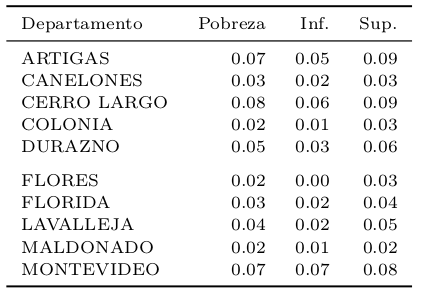 Departamento Pobreza Inf. Sup.
ARTIGAS 0.07 0.05 0.09
CANELONES 0.03 0.02 0.03
CERRO LARGO 0.08 0.06 0.09
COLONIA 0.02 0.01 0.03
DURAZNO 0.05 0.03 0.06
FLORES 0.02 0.00 0.03
FLORIDA 0.03 0.02 0.04
LAVALLEJA 0.04 0.02 0.05
MALDONADO 0.02 0.01 0.02
MONTEVIDEO 0.07 0.07 0.08